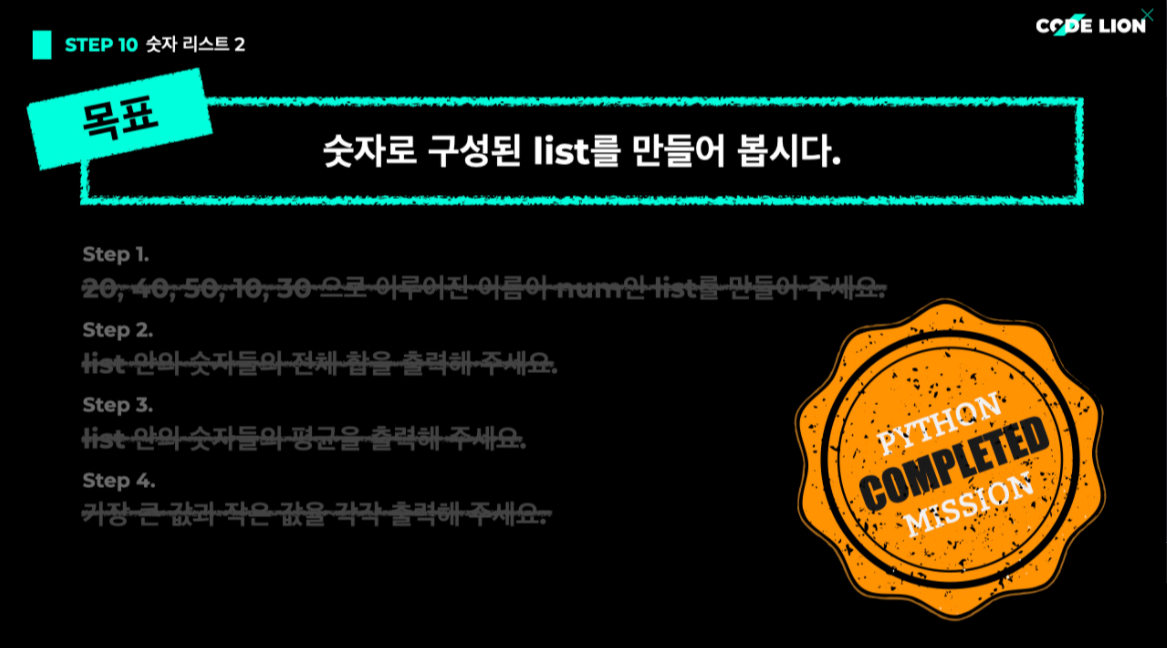 STEP 10 숫자 리스트 2
CODE LION
목표
숫자로 구성된 list를 만들어 봅시다.
Step 1.
20, 40, 50, 10, 30 으로 이루어진 이름이 num인 list를 만들어 주세요.
Step 2.
list 안의 숫자들의 전체 합을 출력해 주세요.
Step 3.
list 안의 숫자들의 평균을 출력해 주세요.
Step 4.
가장 큰 값과 작은 값을 각각 출력해 주세요.
PYTHON
COMPLETED
MISSION